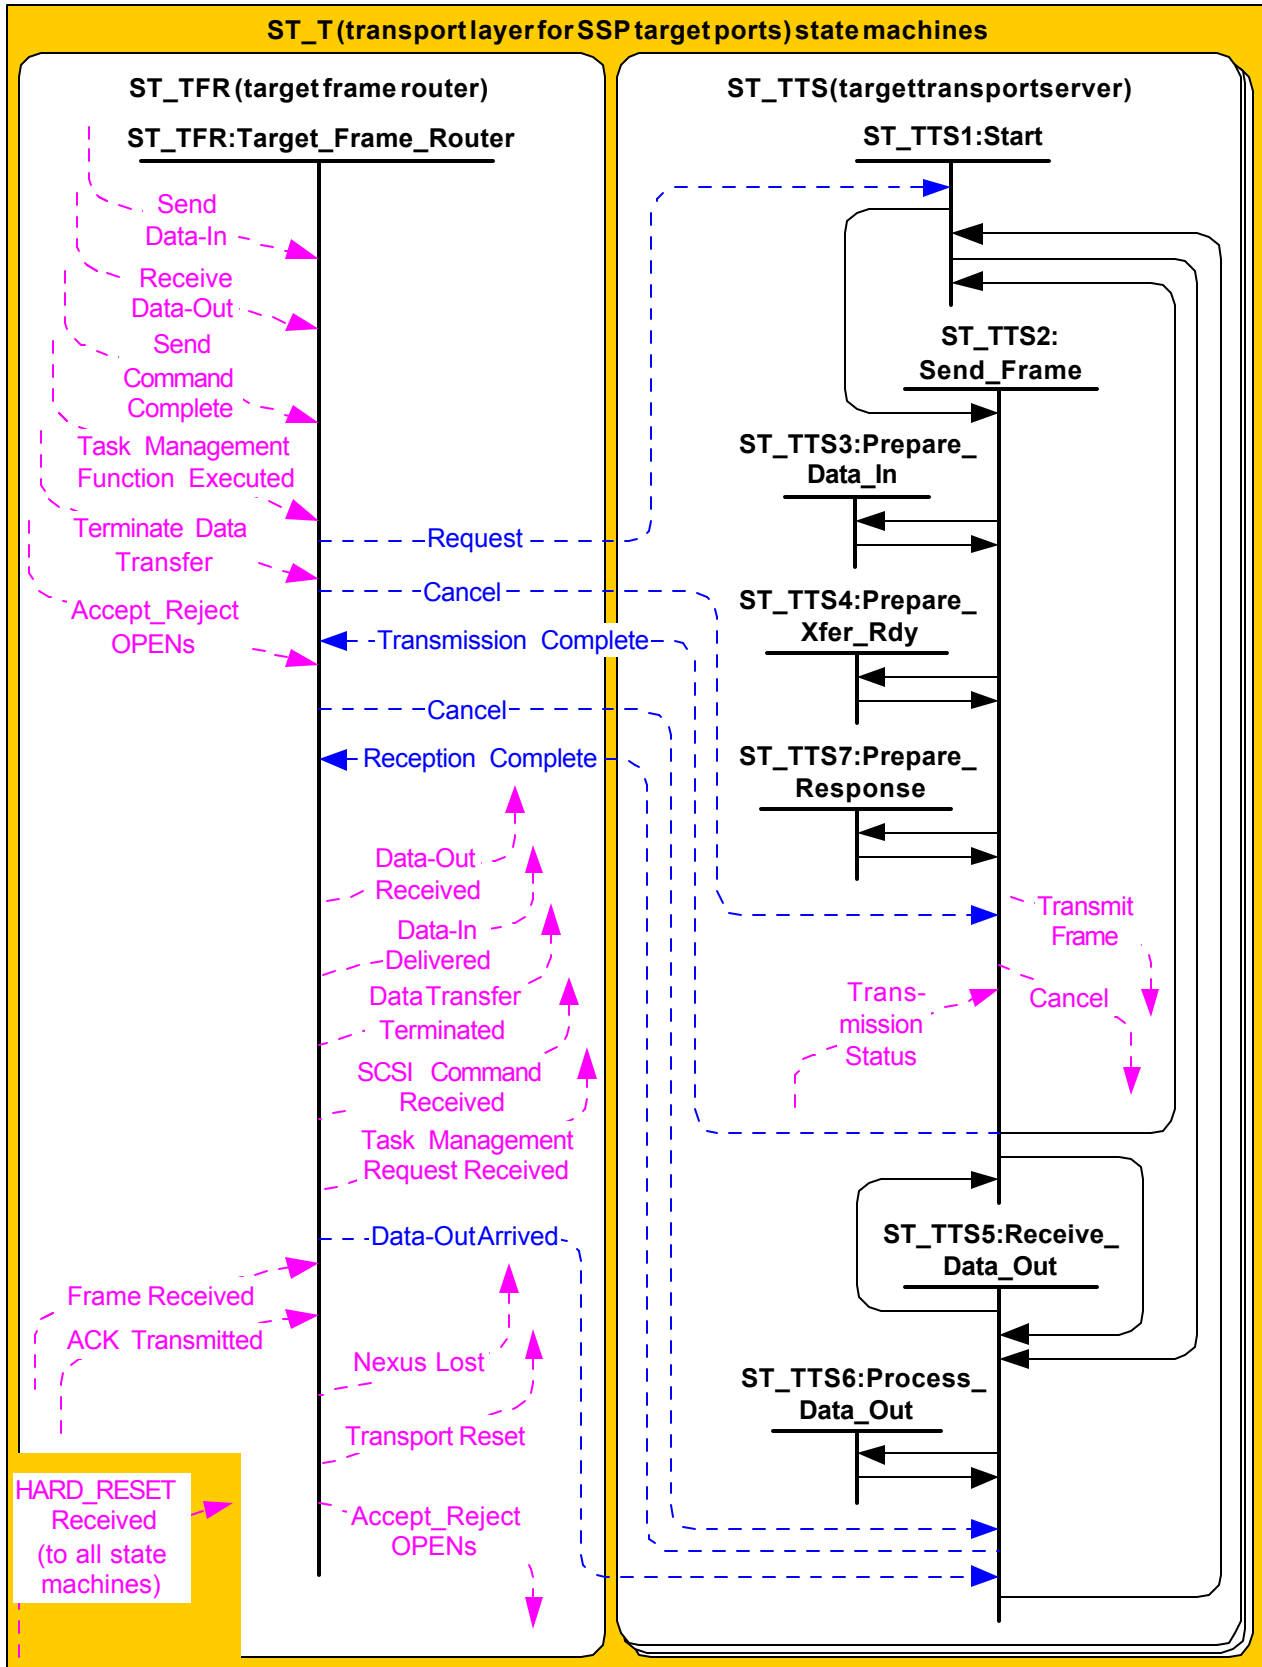 ST_T (transport layer for SSP target ports) state machines
ST_TFR (target frame router)
ST_TFR:Target_Frame_Router
Send
Data-In
Receive
Data-Out
Send
Command
Complete
Task Management
Function Executed
Terminate Data
Transfer
Accept_Reject
OPENs
Request
Cancel
Transmission Complete
Cancel
Reception Complete
Data-Out
Received
Data-In
Delivered
Data Transfer
Terminated
SCSI Command
Received
Task Management
Request Received
Data-Out Arrived
Frame Received
ACK Transmitted
Nexus Lost
Transport Reset
HARD_RESET
Received
(to all state
machines)
Accept_Reject
OPENs
ST_TTS (target transport server)
ST_TTS1:Start
ST_TTS2:
Send_Frame
ST_TTS3:Prepare_
Data_In
ST_TTS4:Prepare_
Xfer_Rdy
ST_TTS7:Prepare_
Response
Transmit
Frame
Trans-
mission
Status
Cancel
ST_TTS5:Receive_
Data_Out
ST_TTS6:Process_
Data_Out